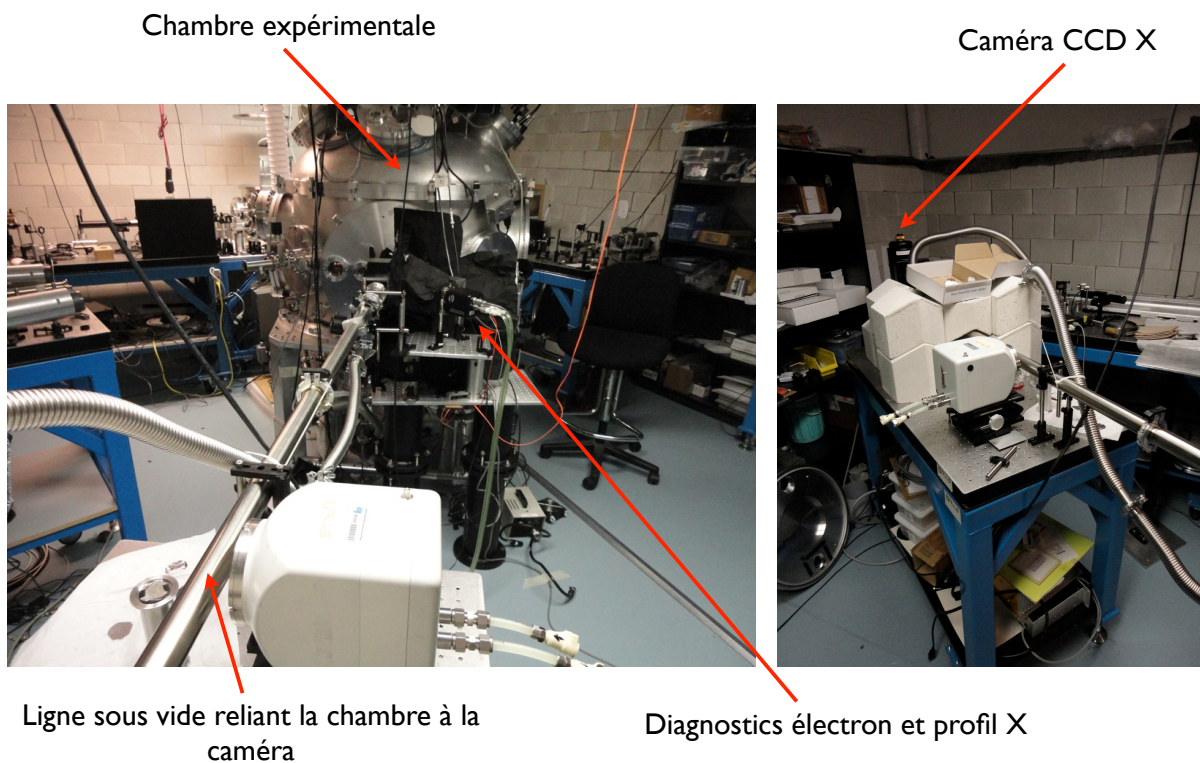 Chambre expérimentale
Caméra CCD X
Ligne sous vide reliant la chambre à la
caméra
Diagnostics électron et profil X